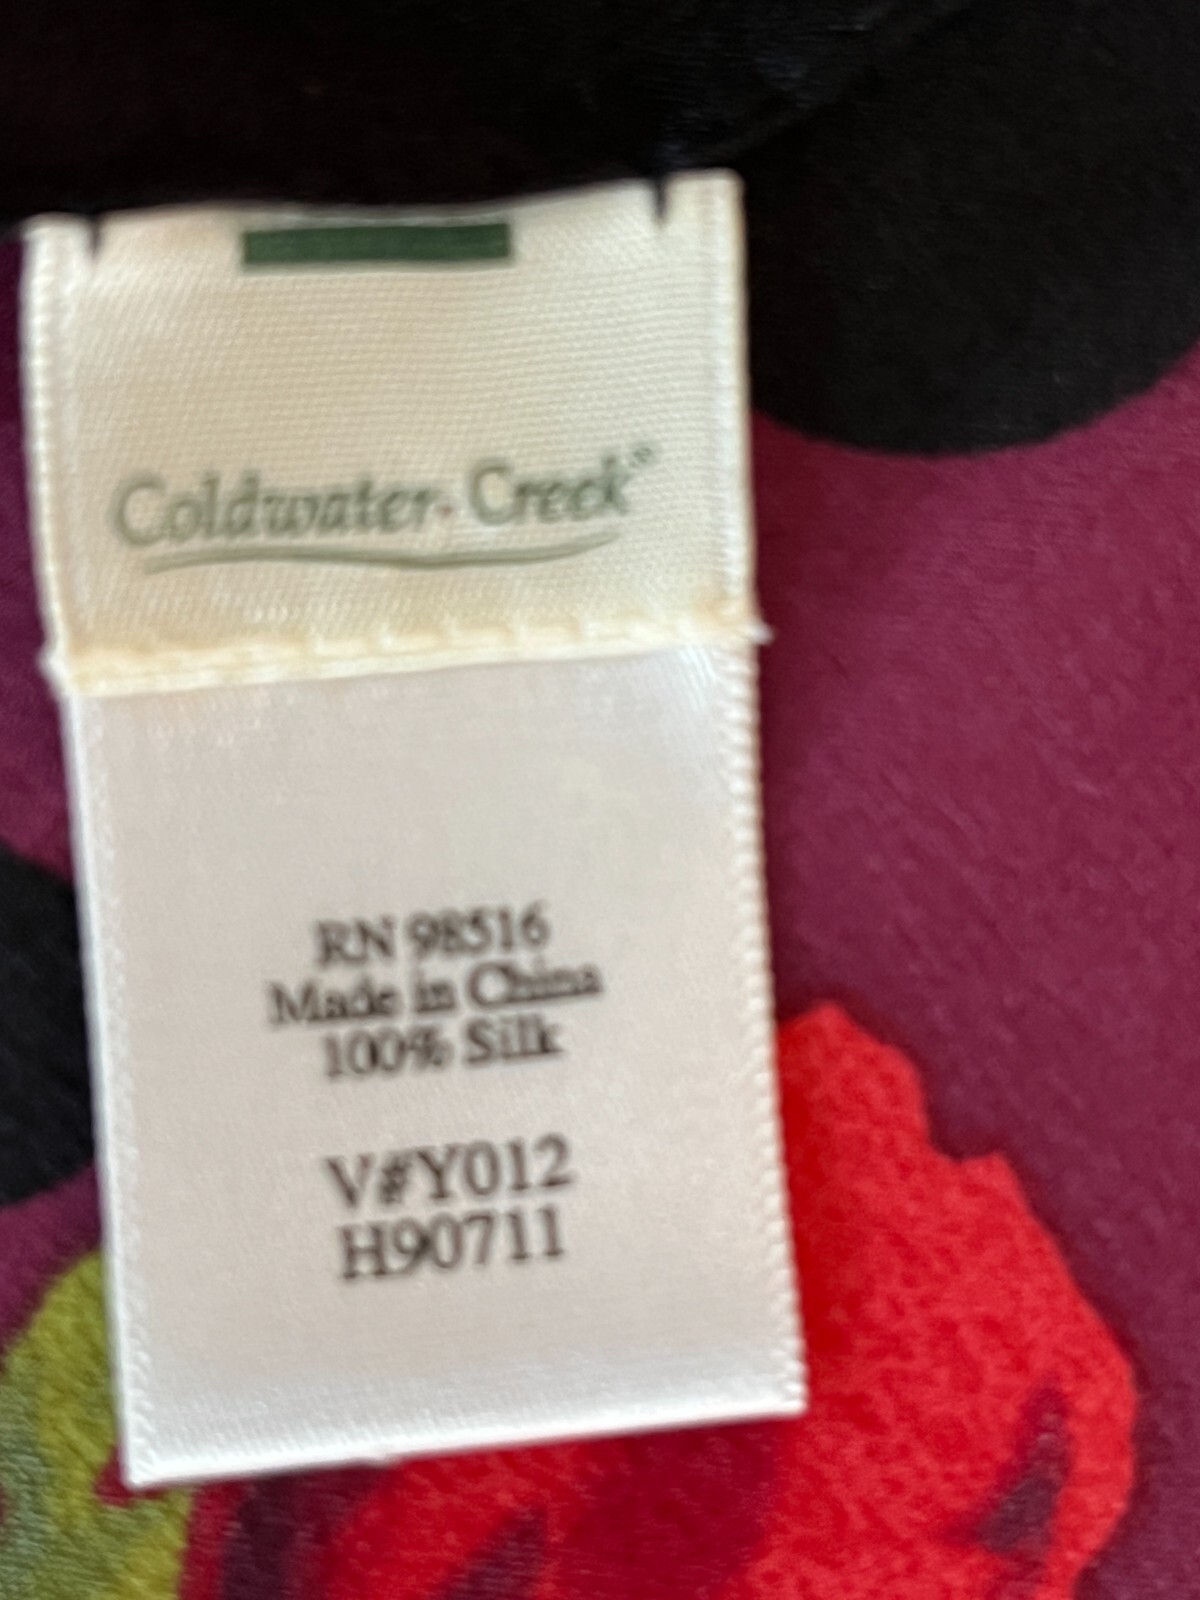 Coldwater Creek®
RN 98516
Made in China
100% Silk
V#Y012
H90711